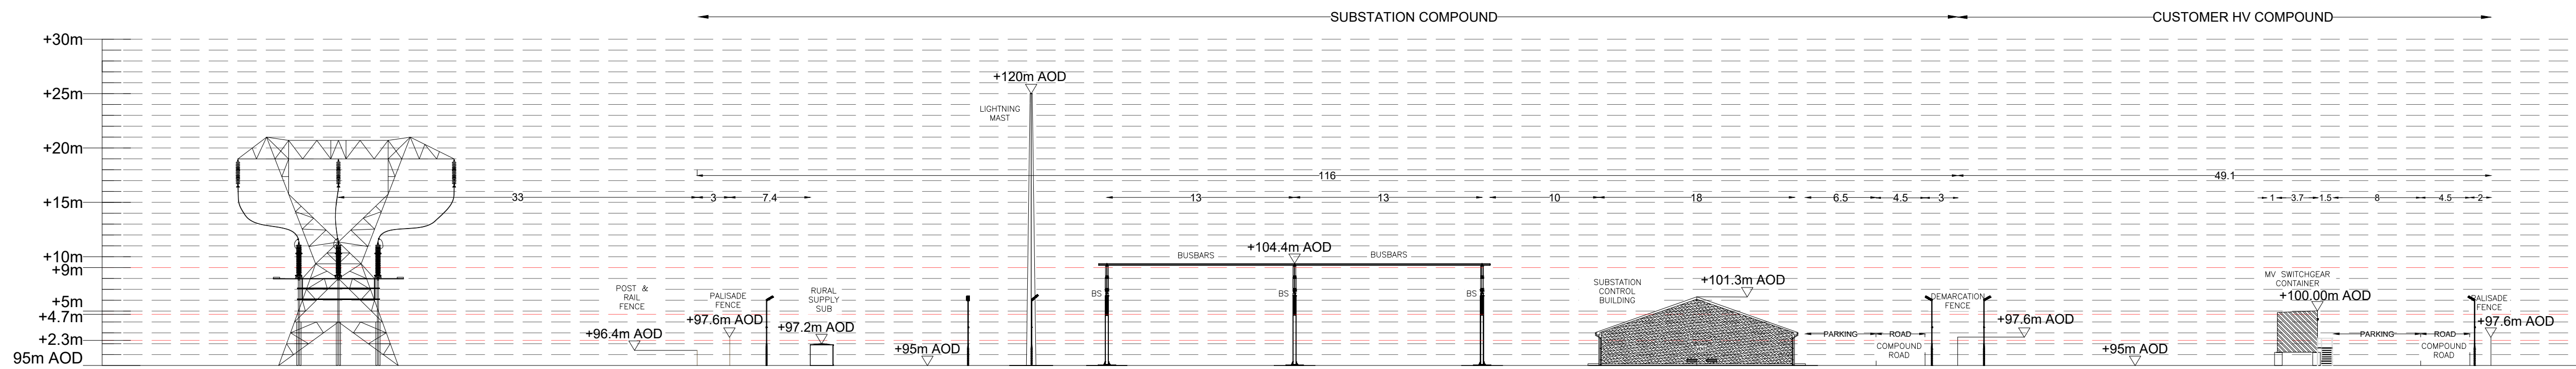 SUBSTATION COMPOUND
CUSTOMER HV COMPOUND
+30m
+25m
+20m
+15m
+10m
+9m
+5m
+4.7m
+2.3m
95m AOD
+120m AOD
LIGHTNING
MAST
116
49.1
33
3
7.4
13
13
10
18
6.5
4.5
3
1
3.7
1.5
8
4.5
2
+104.4m AOD
BUSBARS
BUSBARS
POST &
RAIL
FENCE
+96.4m AOD
PALISADE
FENCE
+97.6m AOD
RURAL
SUPPLY
SUB
+97.2m AOD
+95m AOD
BS
BS
BS
SUBSTATION
CONTROL
BUILDING
+101.3m AOD
PARKING
ROAD
COMPOUND
ROAD
DEMARCATION
FENCE
+97.6m AOD
+95m AOD
MV SWITCHGEAR
CONTAINER
+100.00m AOD
PARKING
ROAD
COMPOUND
ROAD
PALISADE
FENCE
+97.6m AOD